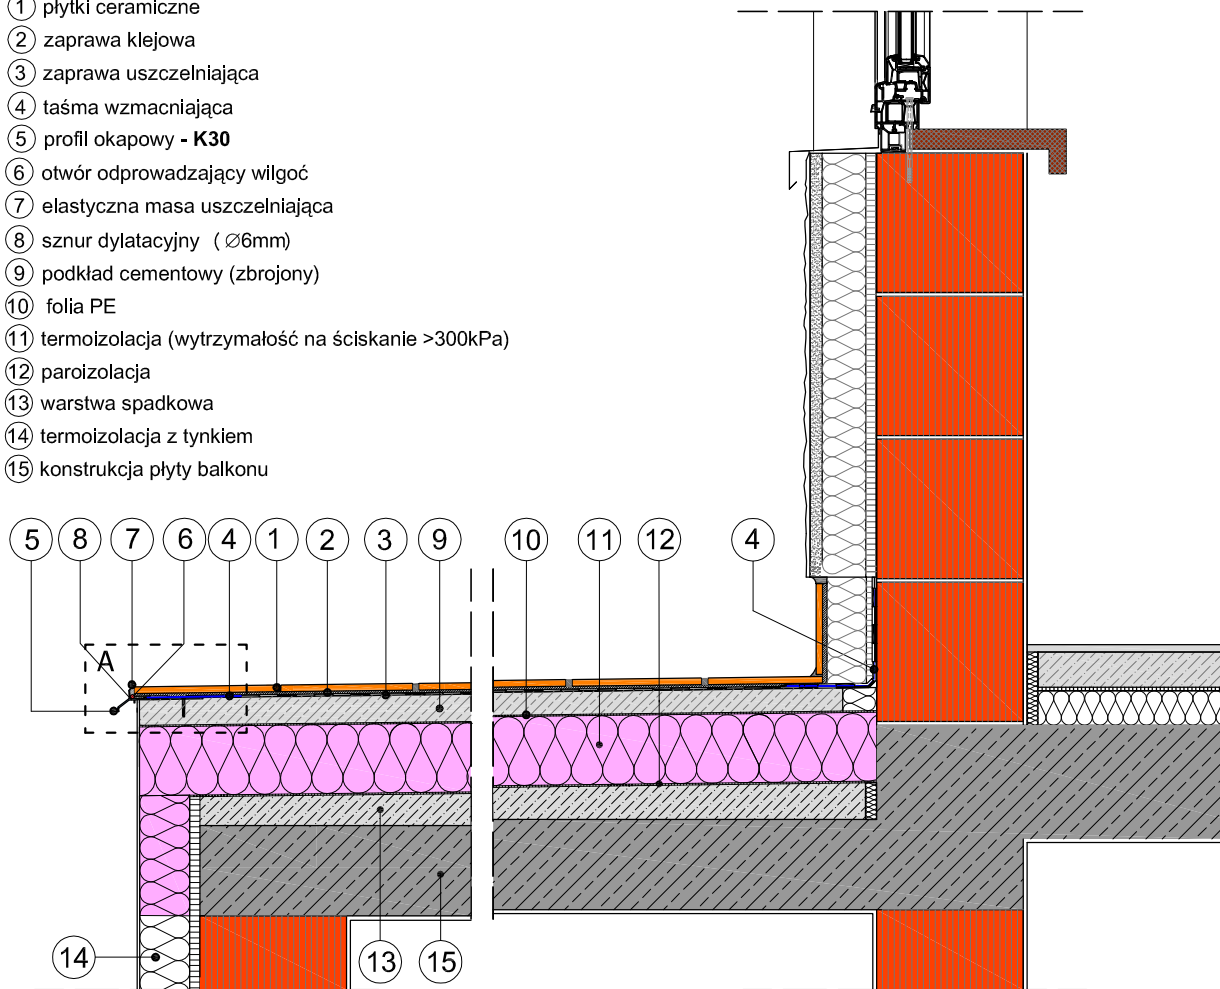 1 płytki ceramiczne
2 zaprawa klejowa
3 zaprawa uszczelniająca
4 taśma wzmacniająca
5 profil okapowy - K30
6 otwór odprowadzający wilgoć
7 elastyczna masa uszczelniająca
8 sznur dylatacyjny ( ∅6mm)
9 podkład cementowy (zbrojony)
10 folia PE
11 termoizolacja (wytrzymałość na ściskanie >300kPa)
12 paroizolacja
13 warstwa spadkowa
14 termoizolacja z tynkiem
15 konstrukcja płyty balkonu
5 8 7 6 4 1 2 3 9 10 11 12 4
A
14 13 15